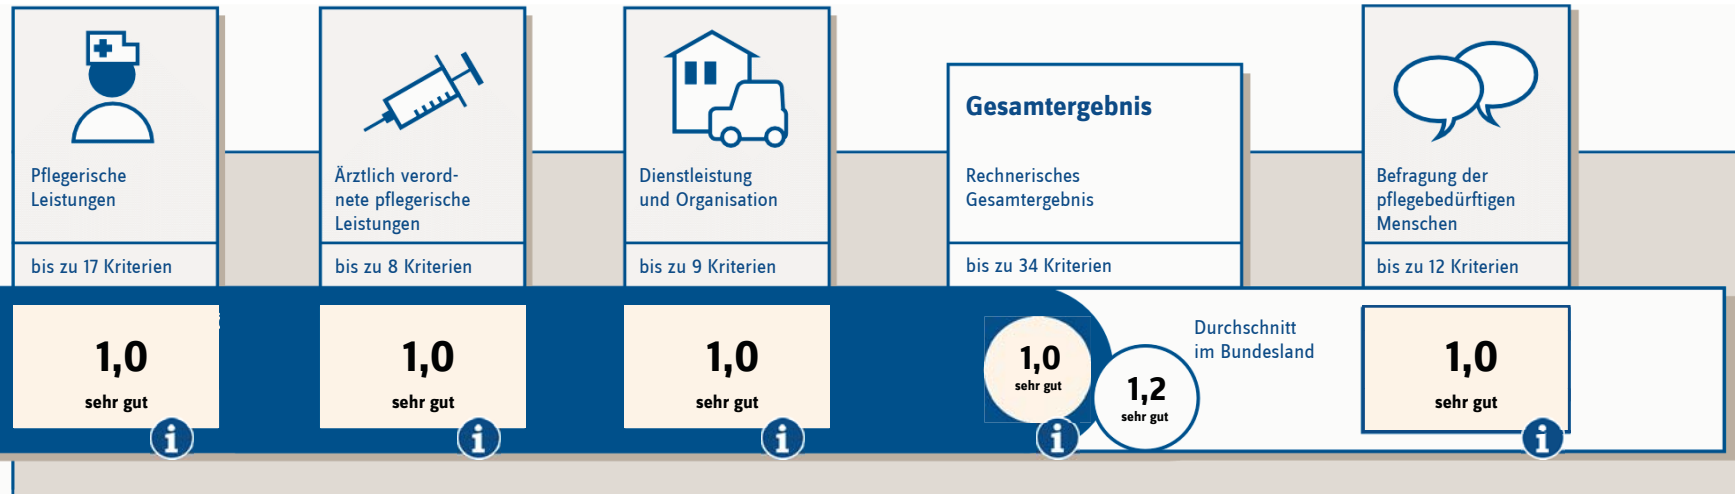 Pflegerische
Leistungen
bis zu 17 Kriterien
1,0
sehr gut
Ärztlich verord-
nete pflegerische
Leistungen
bis zu 8 Kriterien
1,0
sehr gut
Dienstleistung
und Organisation
bis zu 9 Kriterien
1,0
sehr gut
Gesamtergebnis
Rechnerisches
Gesamtergebnis
bis zu 34 Kriterien
1,0
sehr gut
1,2
sehr gut
Durchschnitt
im Bundesland
Befragung der
pflegebedürftigen
Menschen
bis zu 12 Kriterien
1,0
sehr gut